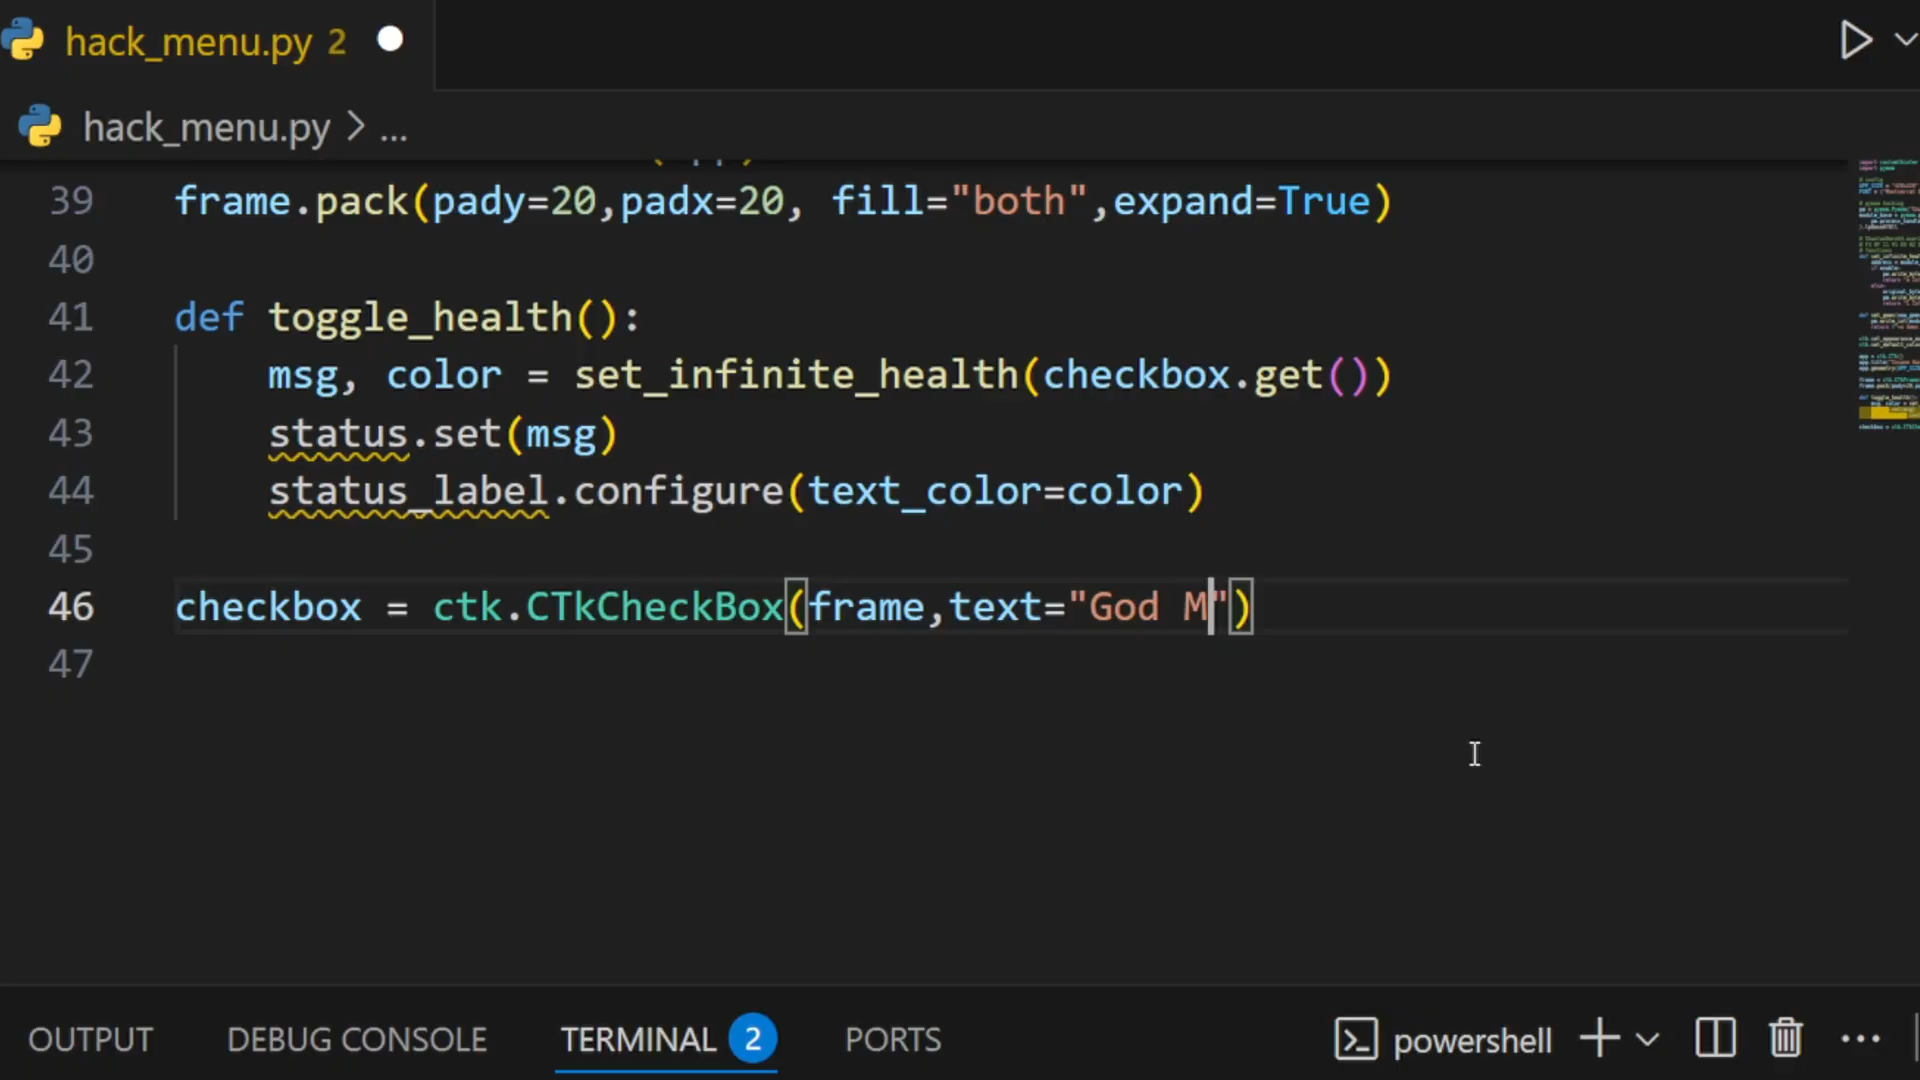 hack_menu.py 2
hack_menu.py > ...
39 frame.pack(pady=20,padx=20, fill="both",expand=True)
40
41 def toggle_health():
42 msg, color = set_infinite_health(checkbox.get())
43 status.set(msg)
44 status_label.configure(text_color=color)
45
46 checkbox = ctk.CTkCheckBox(frame,text="God M")
47
OUTPUT DEBUG CONSOLE TERMINAL 2 PORTS powershell